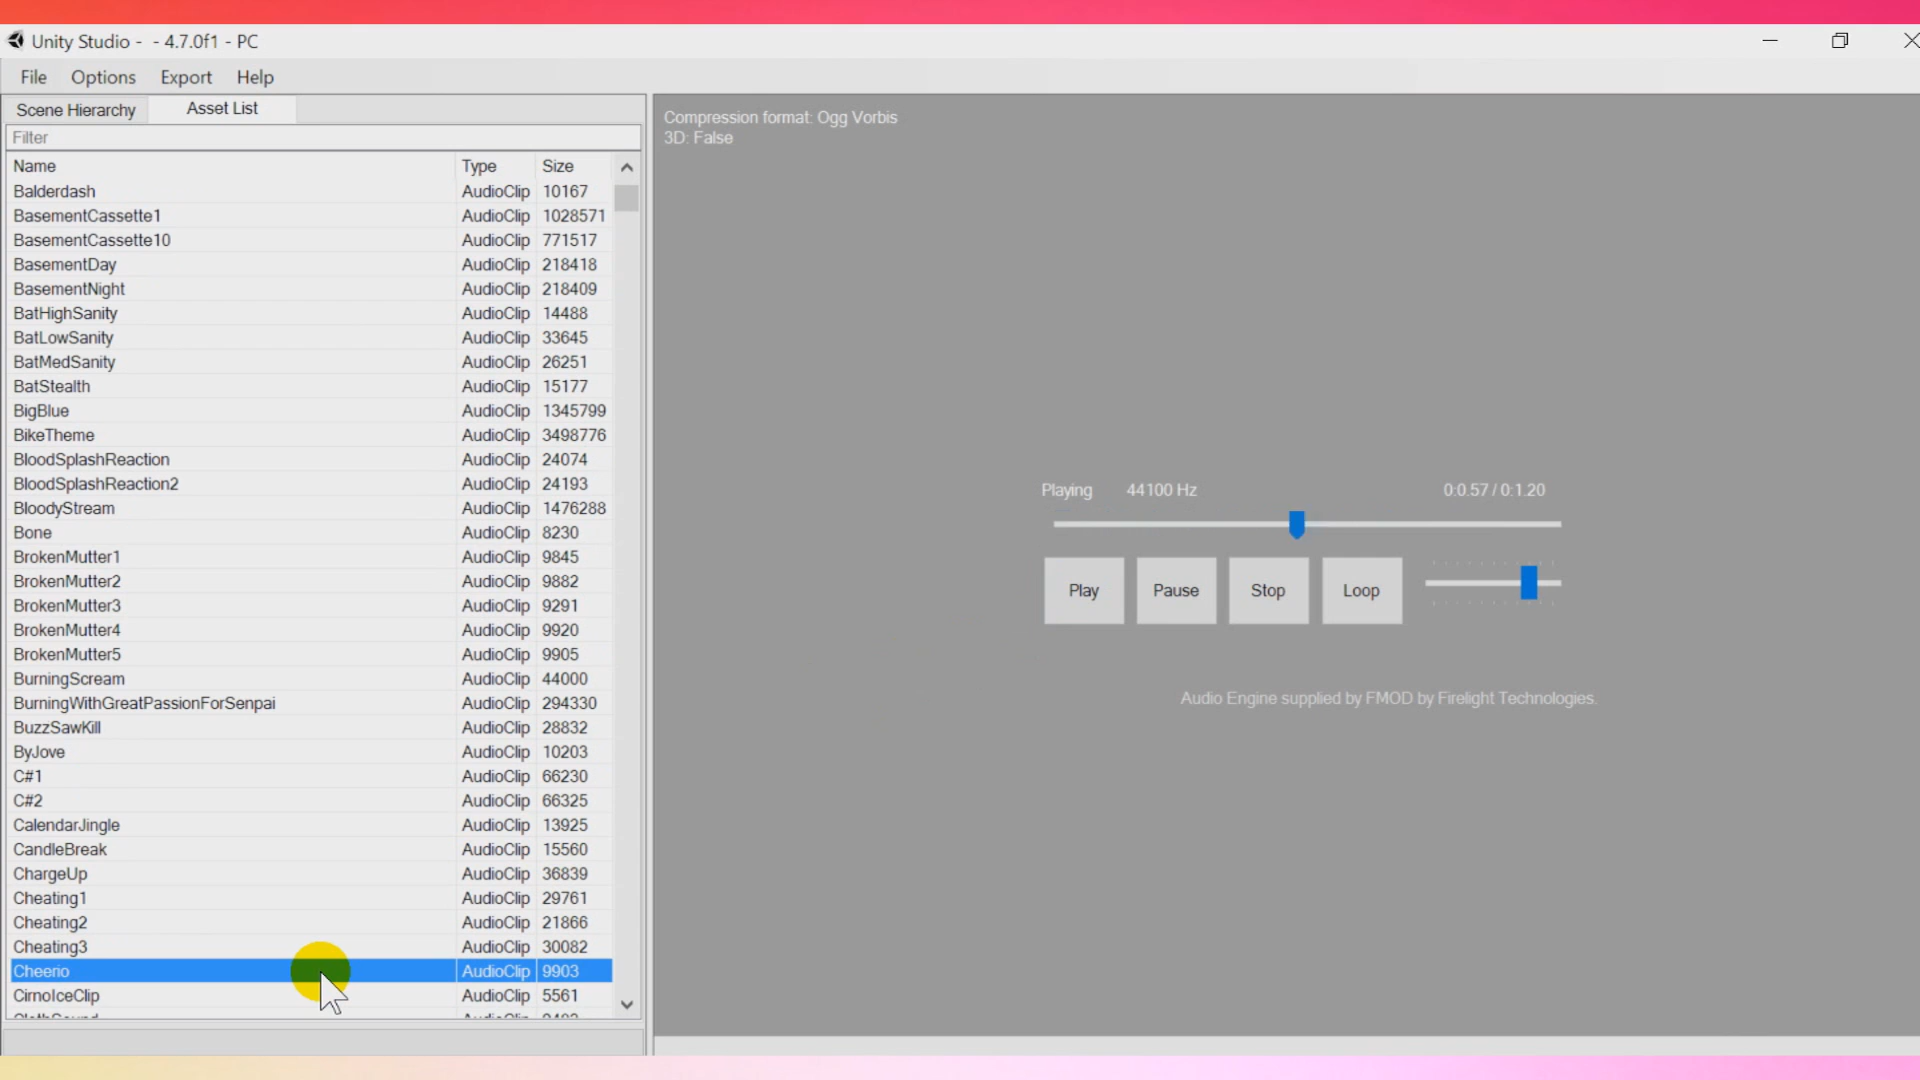 Unity Studio - - 4.7.0f1 - PC
File Options Export Help
Scene Hierarchy Asset List
Filter
Name Type Size
Balderdash AudioClip 10167
BasementCassette1 AudioClip 1028571
BasementCassette10 AudioClip 771517
BasementDay AudioClip 218418
BasementNight AudioClip 218409
BatHighSanity AudioClip 14488
BatLowSanity AudioClip 33645
BatMedSanity AudioClip 26251
BatStealth AudioClip 15177
BigBlue AudioClip 1345799
BikeTheme AudioClip 3498776
BloodSplashReaction AudioClip 24074
BloodSplashReaction2 AudioClip 24193
BloodyStream AudioClip 1476288
Bone AudioClip 8230
BrokenMutter1 AudioClip 9845
BrokenMutter2 AudioClip 9882
BrokenMutter3 AudioClip 9291
BrokenMutter4 AudioClip 9920
BrokenMutter5 AudioClip 9905
BurningScream AudioClip 44000
BurningWithGreatPassionForSenpai AudioClip 294330
BuzzSawKill AudioClip 28832
ByJove AudioClip 10203
C#1 AudioClip 66230
C#2 AudioClip 66325
CalendarJingle AudioClip 13925
CandleBreak AudioClip 15560
ChargeUp AudioClip 36839
Cheating1 AudioClip 29761
Cheating2 AudioClip 21866
Cheating3 AudioClip 30082
Cheerio AudioClip 9903
CirnoIceClip AudioClip 5561
Compression format: Ogg Vorbis
3D: False
Playing 44100 Hz 0:0.57 / 0:1.20
Play Pause Stop Loop
Audio Engine supplied by FMOD by Firelight Technologies.